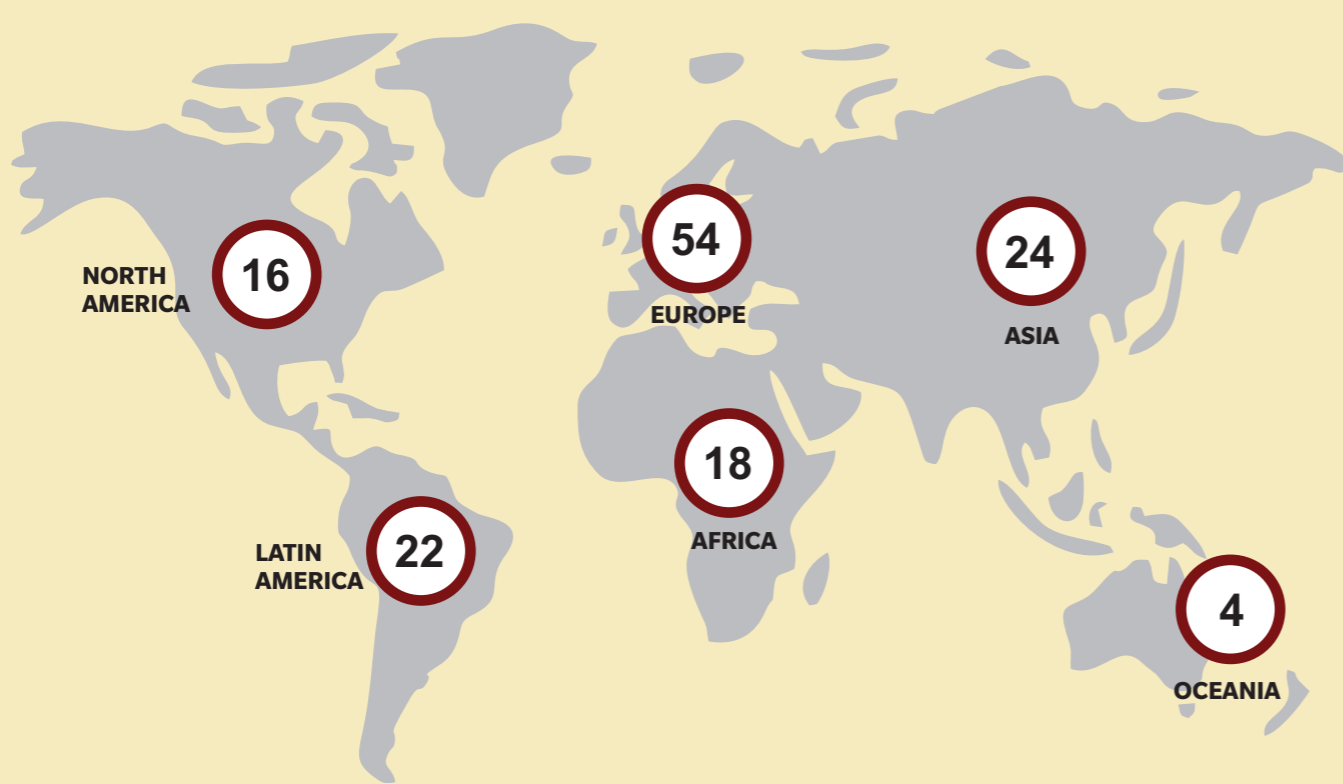 54
EUROPE
24
ASIA
16
NORTH
AMERICA
18
AFRICA
22
LATIN
AMERICA
4
OCEANIA